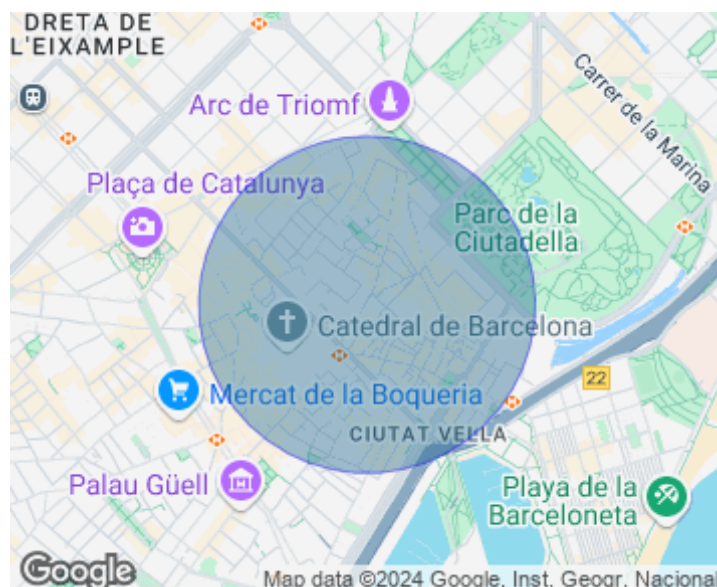 DRETA DE
L'EIXAMPLE
Arc de Triomf
Carrer de la Marina
Plaça de Catalunya
Parc de la
Ciutadella
Catedral de Barcelona
22
Mercat de la Boqueria
CIUTAT VELLA
Palau Güell
Playa de la
Barceloneta
Google
Map data ©2024 Google, Inst. Geogr. Nacional